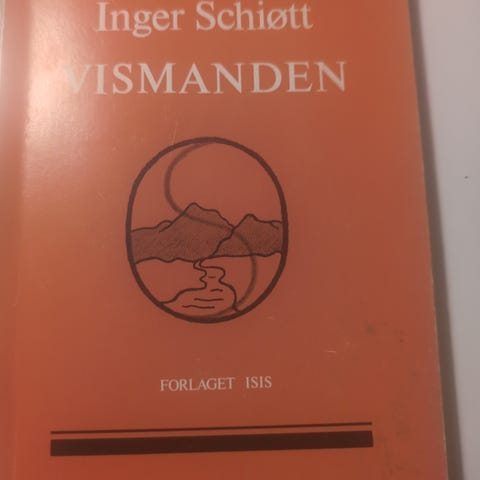 Inger Schiøtt
VISMANDEN
FORLAGET ISIS